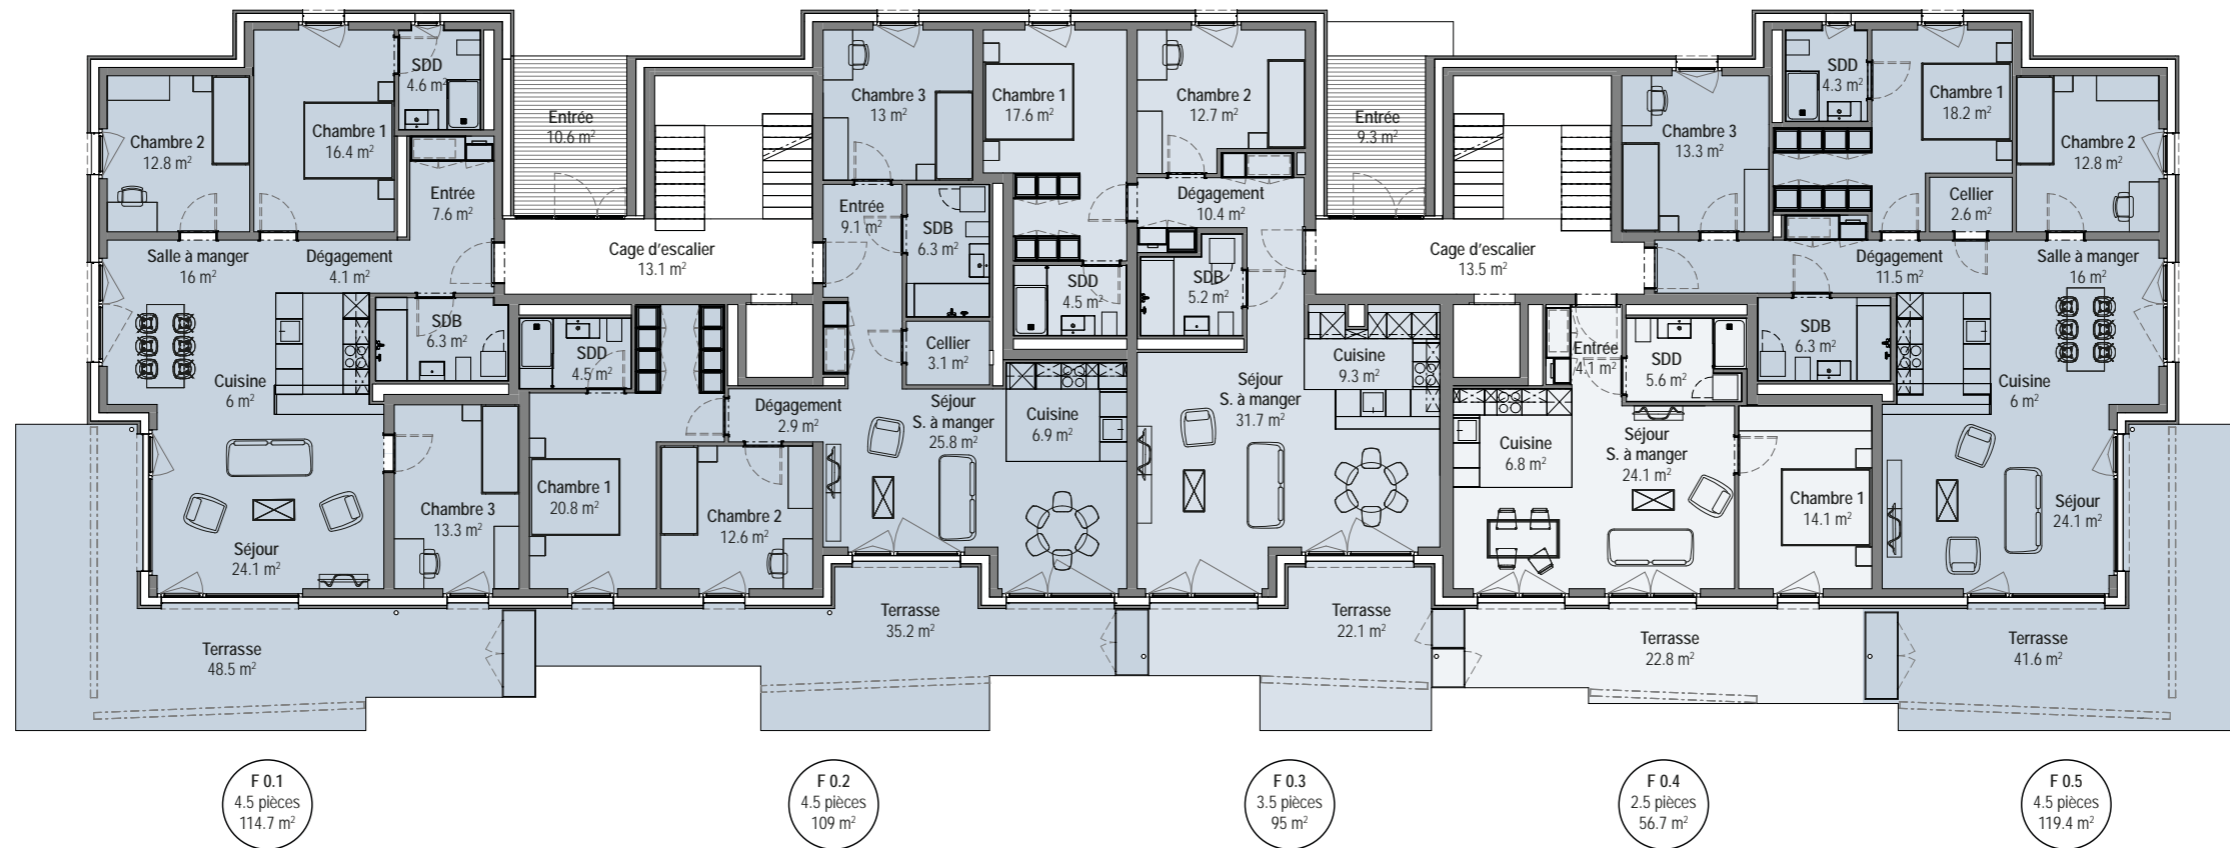 SDD
4.6 m²
Chambre 2
12.8 m²
Chambre 1
16.4 m²
Entrée
7.6 m²
Salle à manger
16 m²
Dégagement
4.1 m²
SDB
6.3 m²
Cuisine
6 m²
Séjour
24.1 m²
Chambre 3
13.3 m²
Terrasse
48.5 m²
Entrée
10.6 m²
Cage d'escalier
13.1 m²
Chambre 3
13 m²
Entrée
9.1 m²
SDB
6.3 m²
Cellier
3.1 m²
SDD
4.5 m²
Dégagement
2.9 m²
Chambre 1
20.8 m²
Chambre 2
12.6 m²
Séjour
S. à manger
25.8 m²
Cuisine
6.9 m²
Terrasse
35.2 m²
Chambre 1
17.6 m²
Chambre 2
12.7 m²
Dégagement
10.4 m²
SDD
4.5 m²
SDB
5.2 m²
Séjour
S. à manger
31.7 m²
Cuisine
9.3 m²
Terrasse
22.1 m²
Entrée
9.3 m²
Cage d'escalier
13.5 m²
Entrée
4.1 m²
SDD
5.6 m²
Cuisine
6.8 m²
Séjour
S. à manger
24.1 m²
Chambre 1
14.1 m²
Terrasse
22.8 m²
Chambre 3
13.3 m²
SDD
4.3 m²
Chambre 1
18.2 m²
Chambre 2
12.8 m²
Cellier
2.6 m²
Dégagement
11.5 m²
Salle à manger
16 m²
SDB
6.3 m²
Cuisine
6 m²
Séjour
24.1 m²
Terrasse
41.6 m²
F 0.1
4.5 pièces
114.7 m²
F 0.2
4.5 pièces
109 m²
F 0.3
3.5 pièces
95 m²
F 0.4
2.5 pièces
56.7 m²
F 0.5
4.5 pièces
119.4 m²